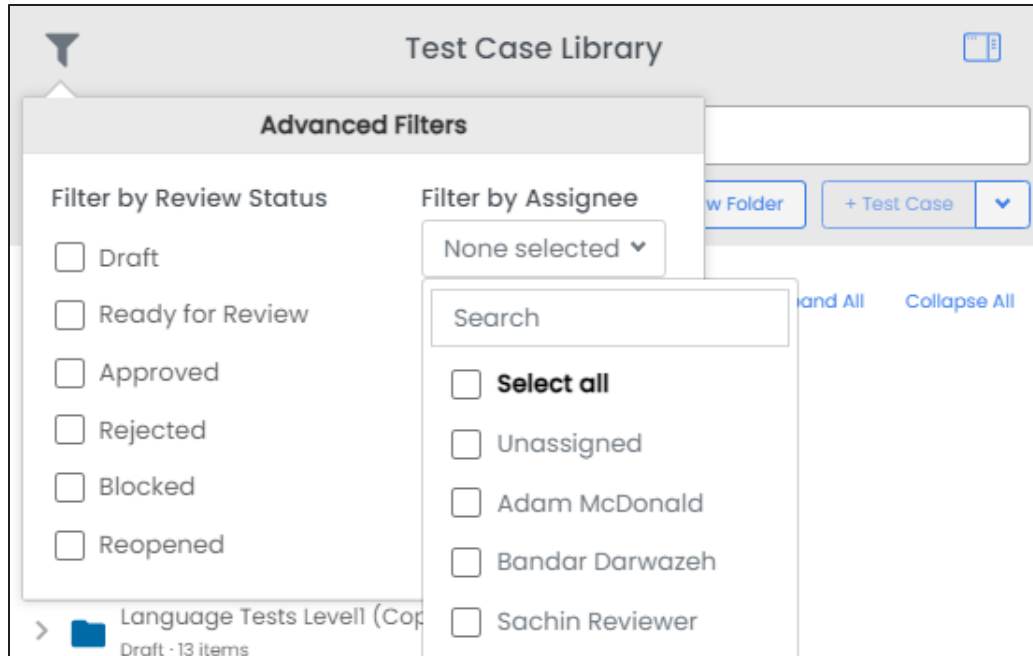 Test Case Library
Advanced Filters
Filter by Review Status
Draft
Ready for Review
Approved
Rejected
Blocked
Reopened
Filter by Assignee
None selected
Search
Select all
Unassigned
Adam McDonald
Bandar Darwazeh
Sachin Reviewer
Folder
+ Test Case
All
Collapse All
Language Tests Level1
Draft · 13 items